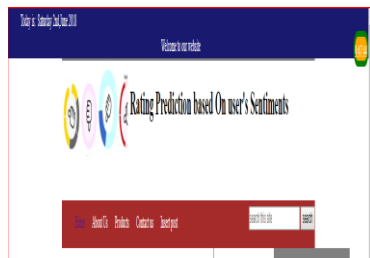 Today is: Saturday 2nd, June 2018
Welcome to our website
Rating Prediction based On user's Sentiments
Home About Us Products Contact us Insert post
search this site search